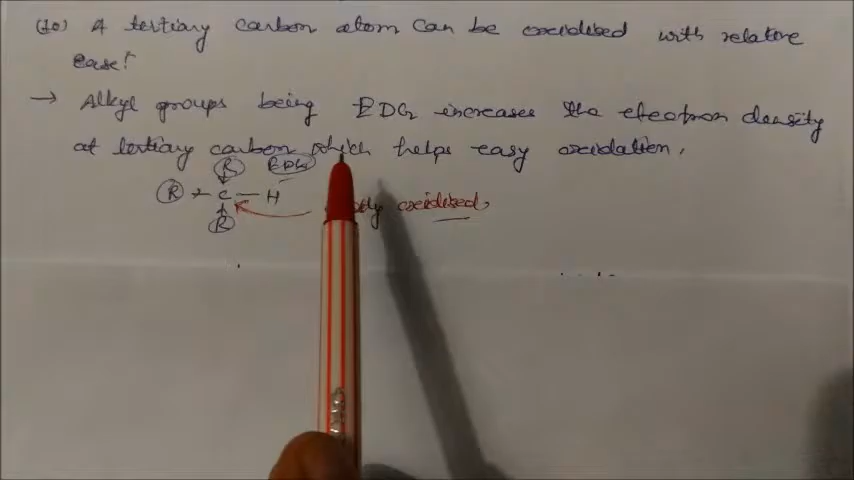 (10) A tertiary carbon atom can be oxidised with relative
ease!
→ Alkyl groups being EDG increases the electron density
at tertiary carbon which helps easy oxidation.
R EDG
R C — H
R
oxidised